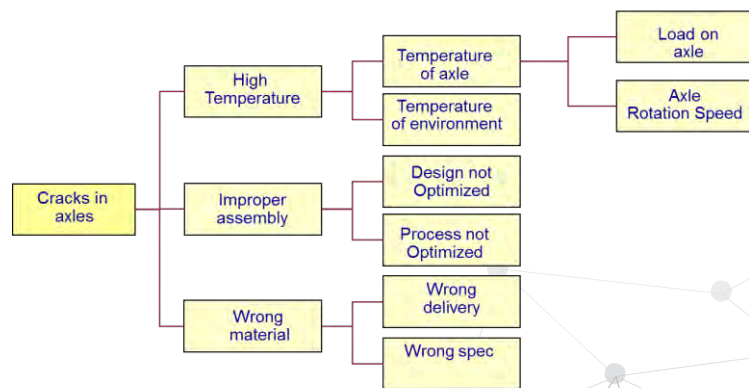 Load on
axle
Temperature
of axle
High
Temperature
Axle
Rotation Speed
Temperature
of environment
Design not
Optimized
Cracks in
axles
Improper
assembly
Process not
Optimized
Wrong
delivery
Wrong
material
Wrong spec